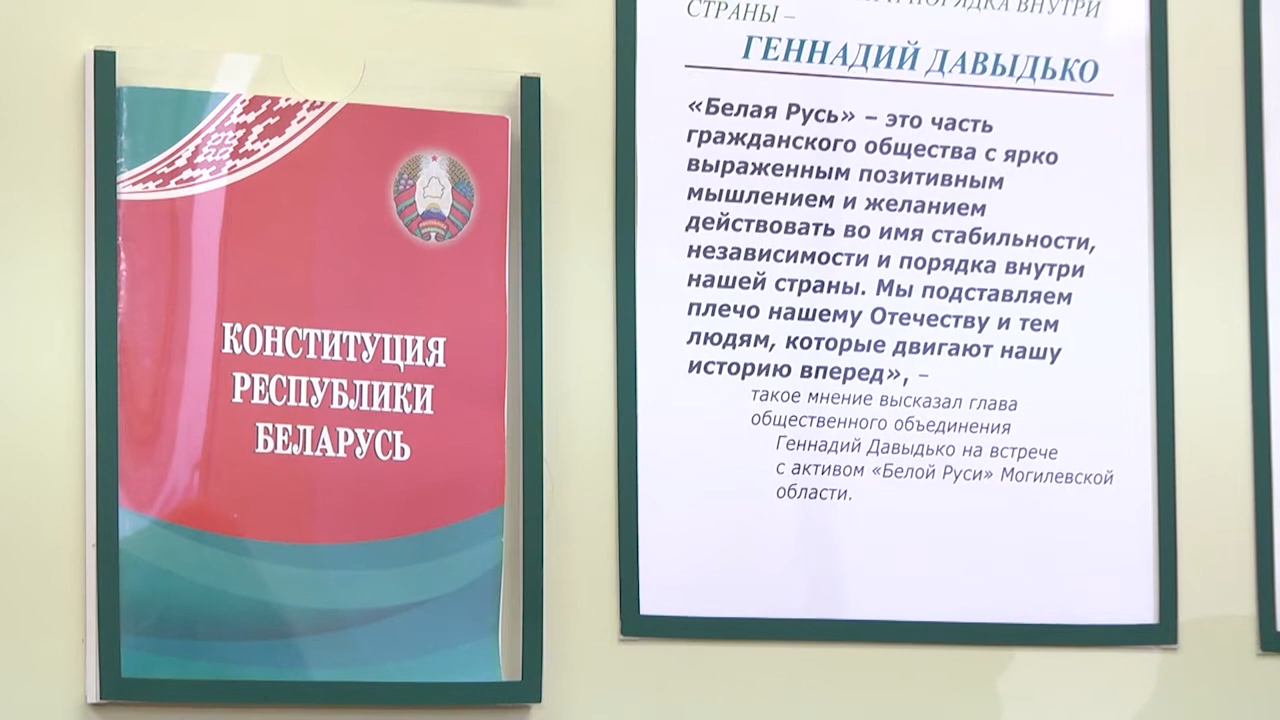 КОНСТИТУЦИЯ
РЕСПУБЛИКИ
БЕЛАРУСЬ
ПОРЯДКА ВНУТРИ
СТРАНЫ –
ГЕННАДИЙ ДАВЫДЬКО
«Белая Русь» – это часть
гражданского общества с ярко
выраженным позитивным
мышлением и желанием
действовать во имя стабильности,
независимости и порядка внутри
нашей страны. Мы подставляем
плечо нашему Отечеству и тем
людям, которые двигают нашу
историю вперед», –
такое мнение высказал глава
общественного объединения
Геннадий Давыдько на встрече
с активом «Белой Руси» Могилевской
области.